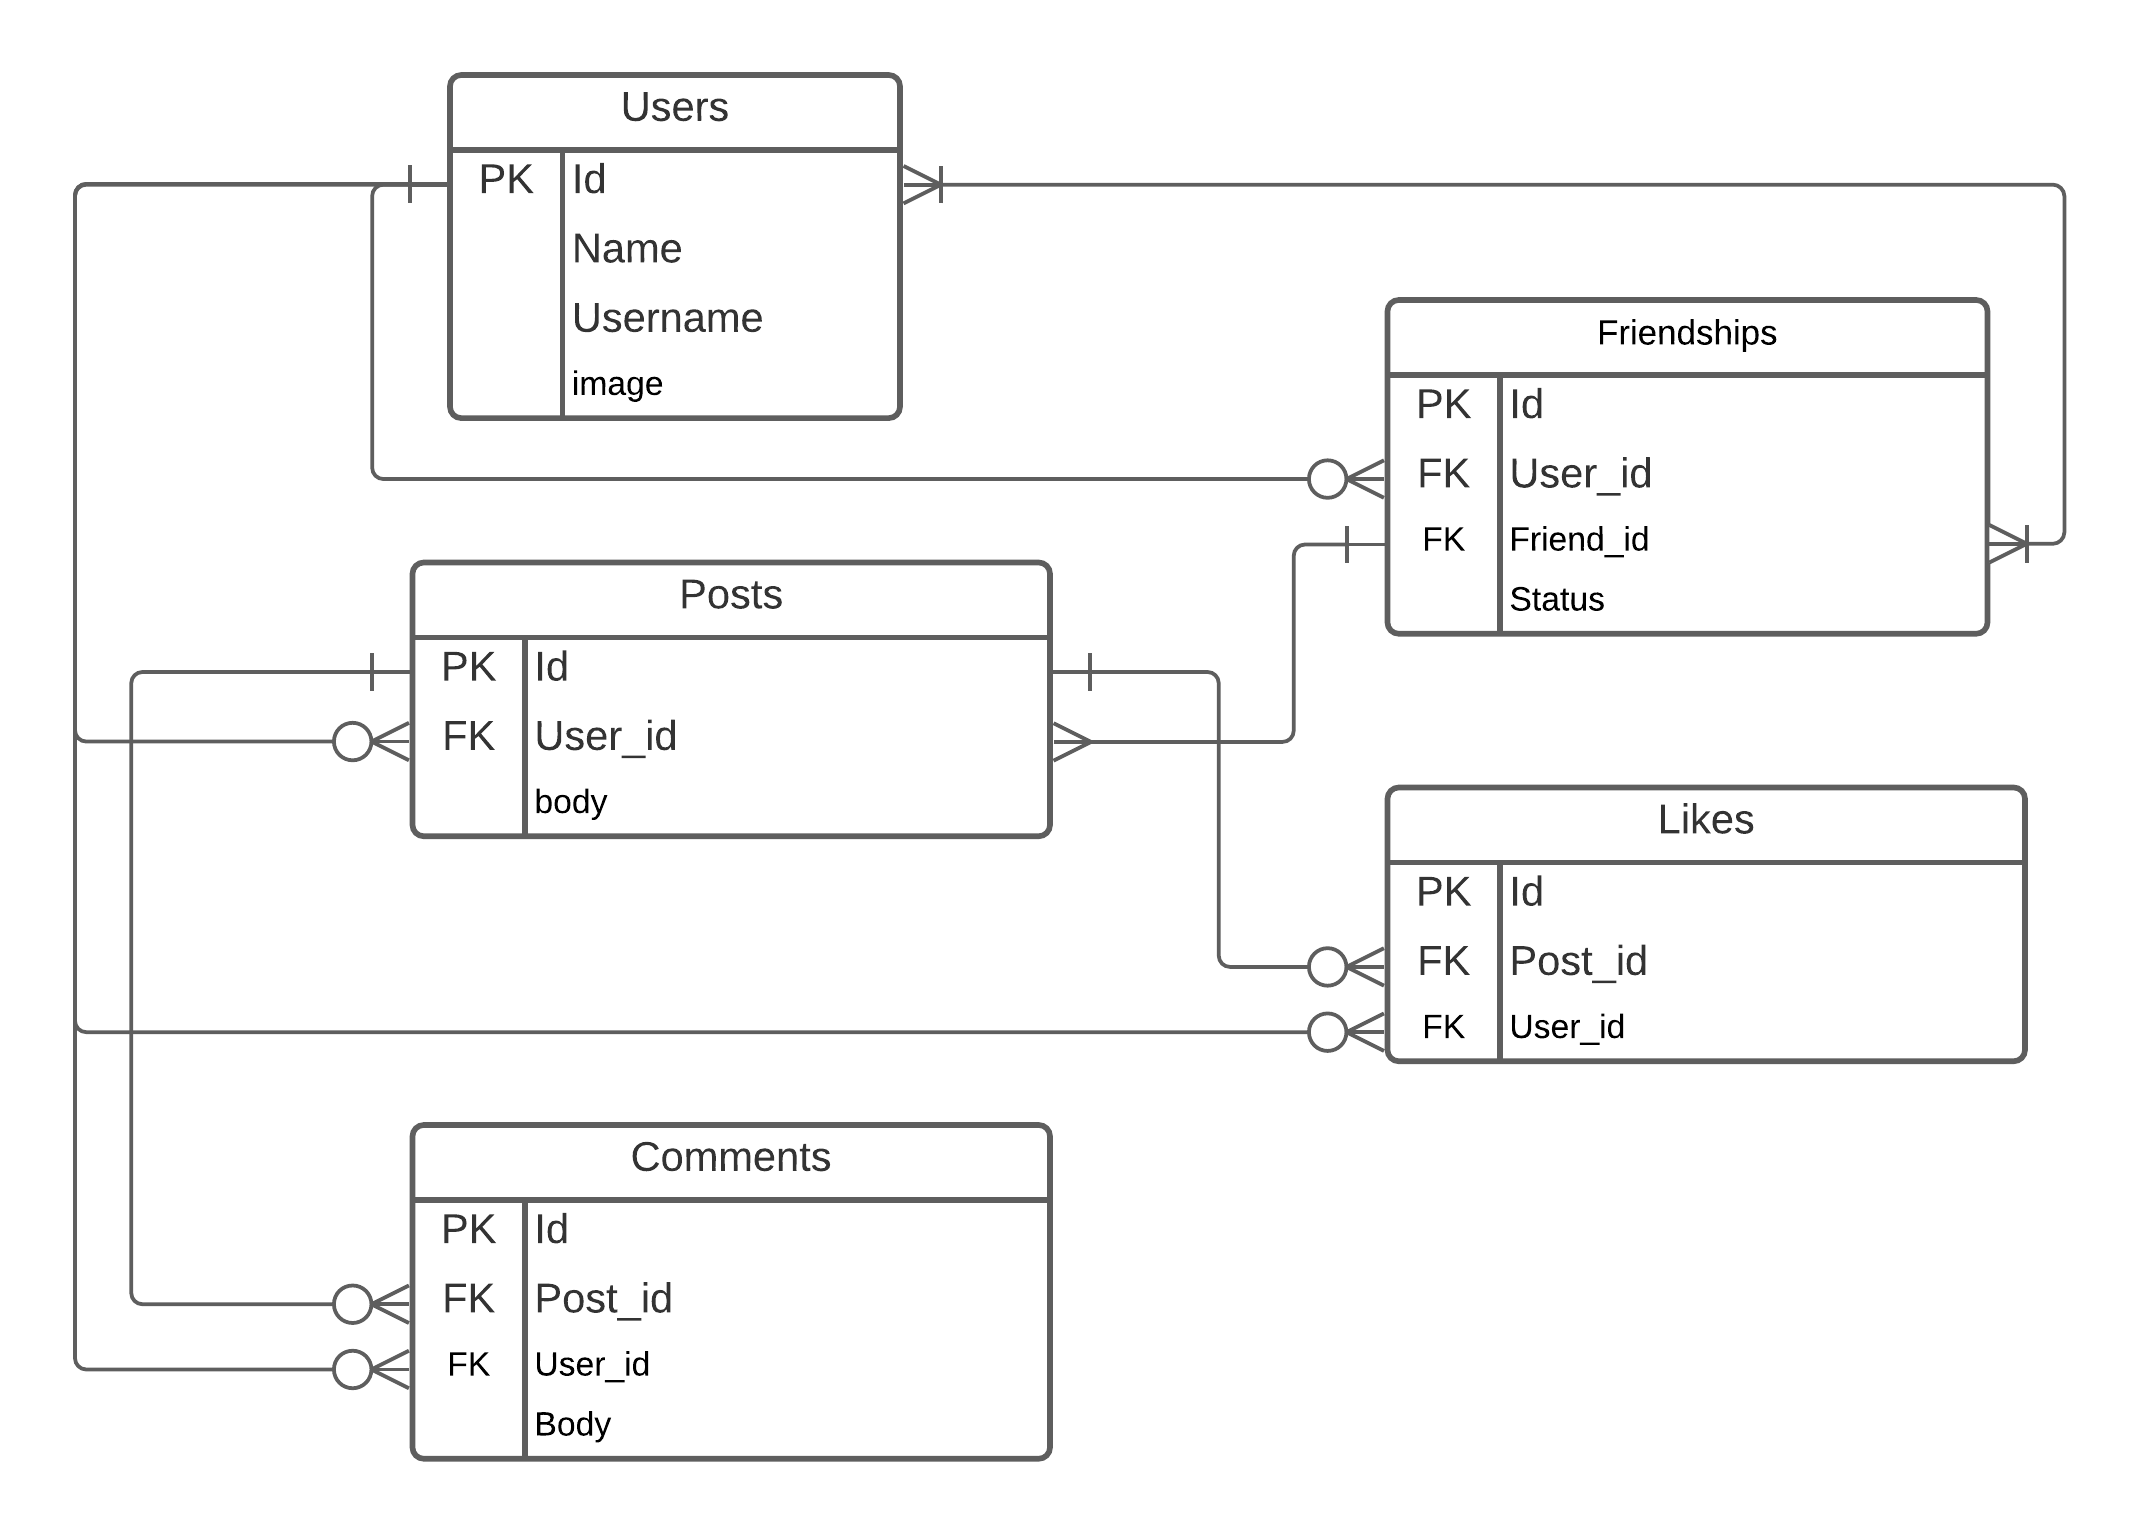 Users
PK Id
Name
Username
image
Friendships
PK Id
FK User_id
FK Friend_id
Status
Posts
PK Id
FK User_id
body
Likes
PK Id
FK Post_id
FK User_id
Comments
PK Id
FK Post_id
FK User_id
Body